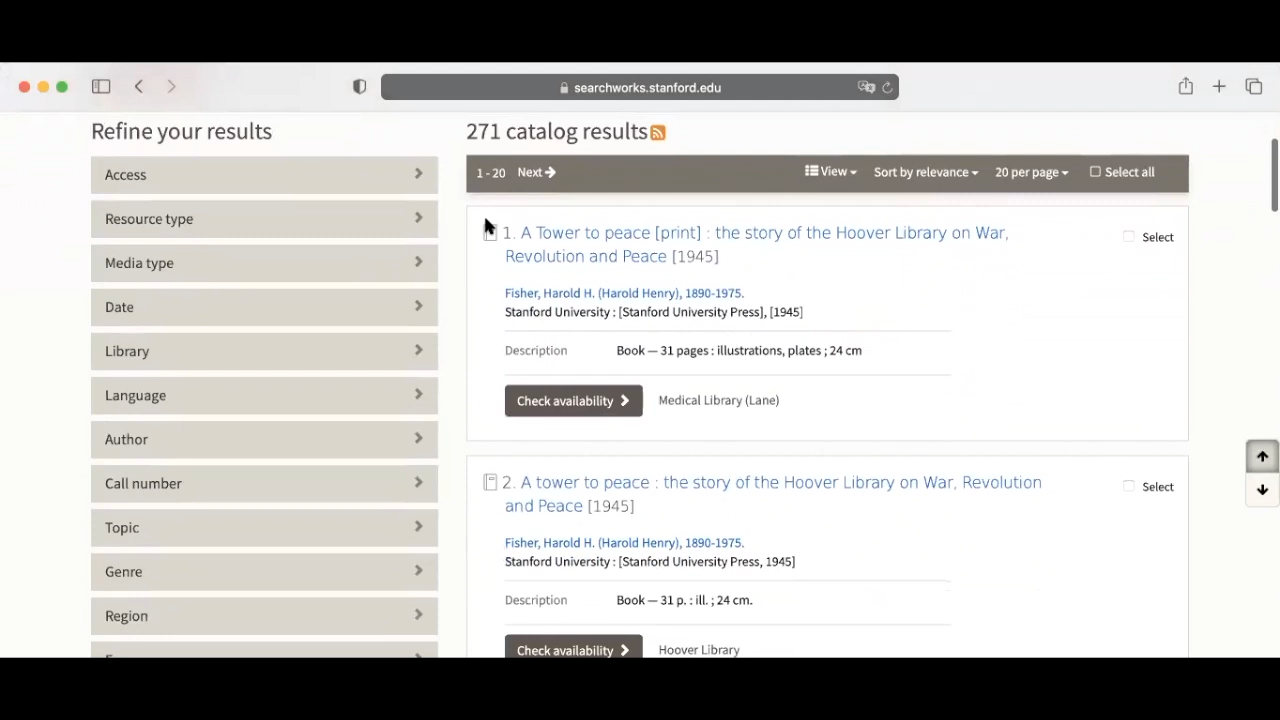 searchworks.stanford.edu
Refine your results
Access
Resource type
Media type
Date
Library
Language
Author
Call number
Topic
Genre
Region
271 catalog results
1 - 20 Next View Sort by relevance 20 per page Select all
1. A Tower to peace [print] : the story of the Hoover Library on War,
Revolution and Peace [1945]
Select
Fisher, Harold H. (Harold Henry), 1890-1975.
Stanford University : [Stanford University Press], [1945]
Description Book — 31 pages : illustrations, plates ; 24 cm
Check availability Medical Library (Lane)
2. A tower to peace : the story of the Hoover Library on War, Revolution
and Peace [1945]
Select
Fisher, Harold H. (Harold Henry), 1890-1975.
Stanford University : [Stanford University Press, 1945]
Description Book — 31 p. : ill. ; 24 cm.
Check availability Hoover Library